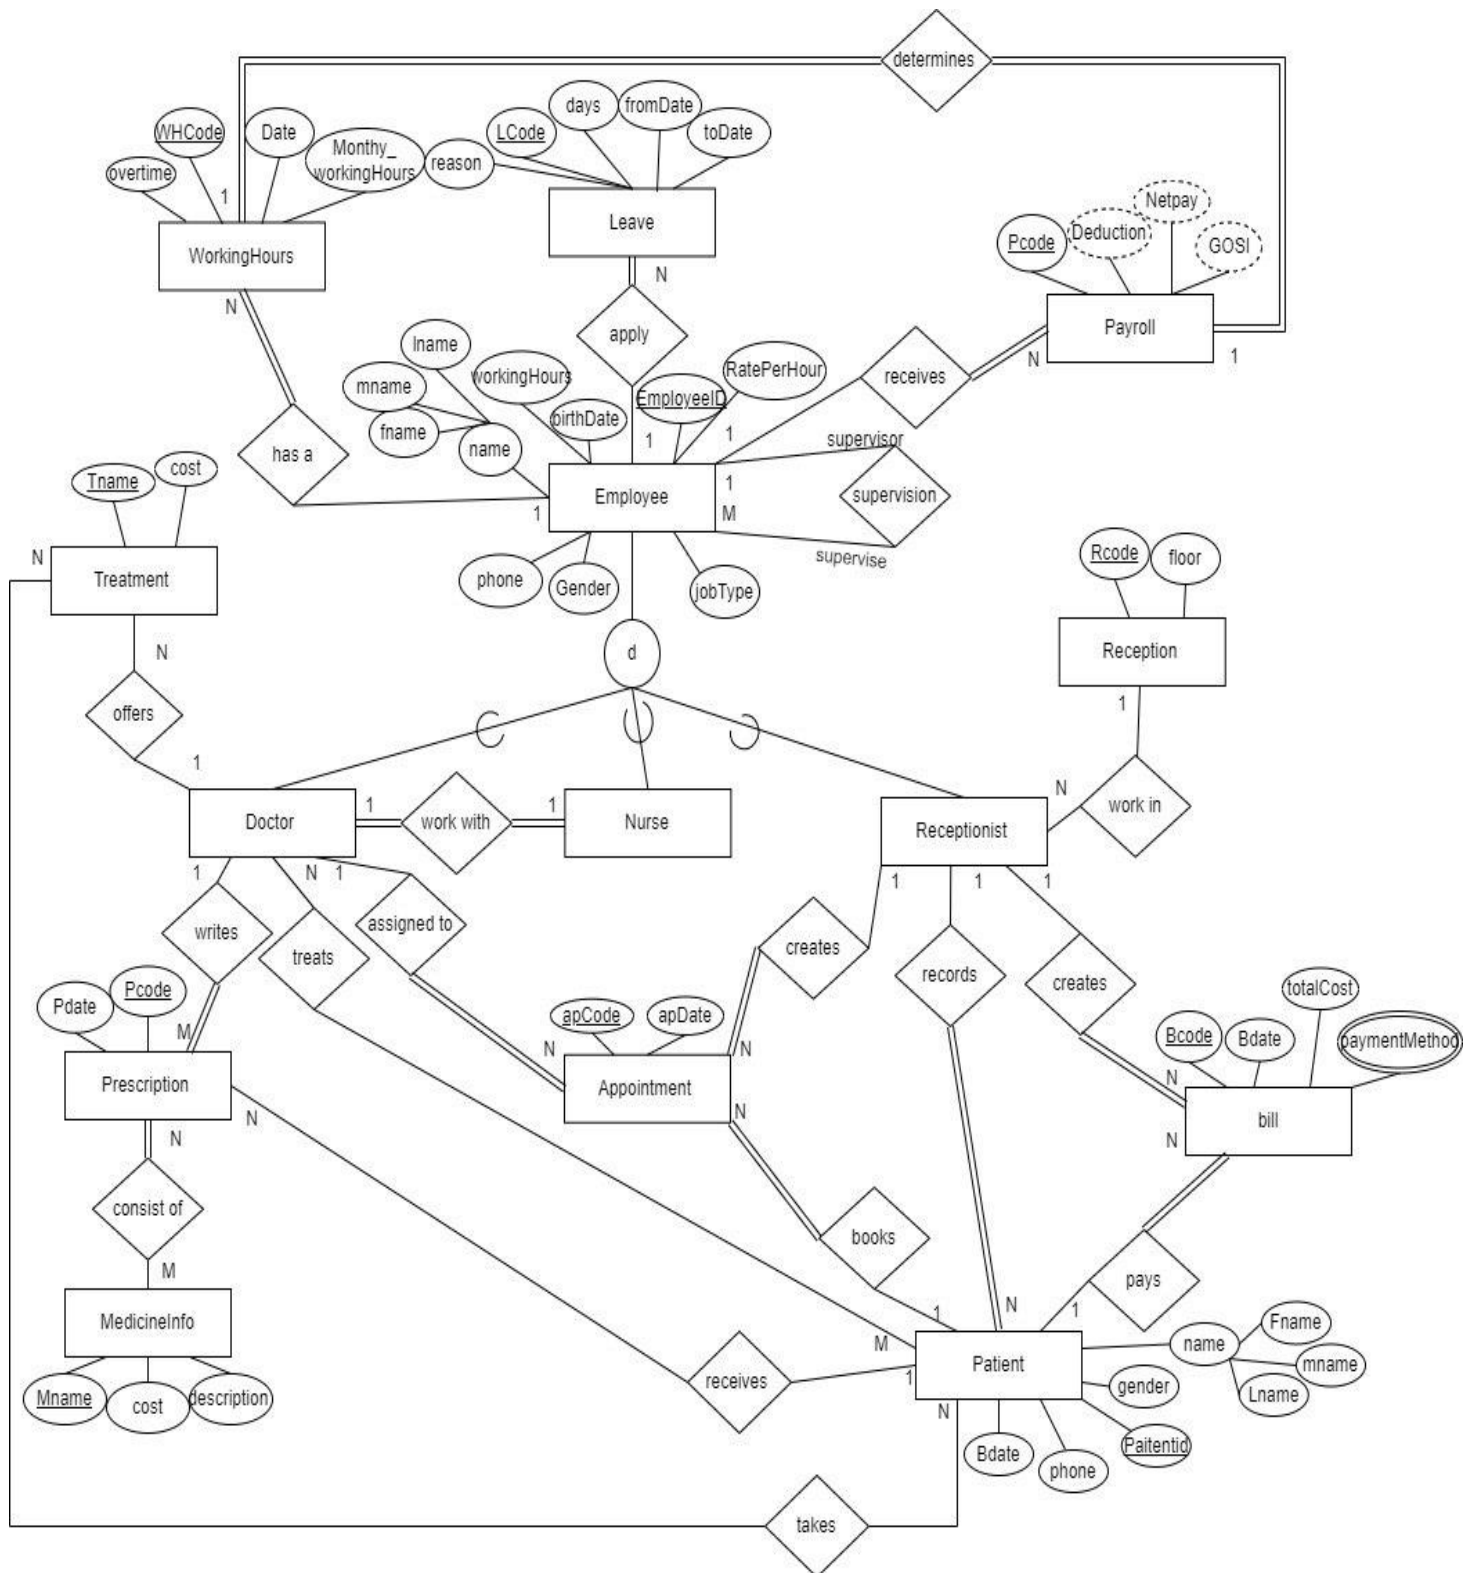 determines
WHCode
Date
Monthy_
workingHours
overtime
1
reason
LCode
days
fromDate
toDate
Leave
N
WorkingHours
N
Netpay
Deduction
Pcode
GOSI
Payroll
N
1
apply
receives
lname
mname
fname
name
workingHours
birthDate
EmployeeID
RatePerHour
1
1
supervisor
1
M
supervision
supervise
has a
1
Employee
phone
Gender
jobType
Tname
cost
N
Treatment
N
offers
1
d
Rcode
floor
Reception
1
work in
N
Doctor
1
work with
1
Nurse
Receptionist
1
N
1
1
1
1
writes
treats
assigned to
creates
records
creates
Pdate
Pcode
M
Prescription
N
N
apCode
apDate
N
N
Appointment
N
totalCost
Bcode
Bdate
paymentMethod
N
bill
N
consist of
M
MedicineInfo
Mname
cost
description
books
1
N
pays
1
M
1
receives
Patient
N
name
Fname
mname
Lname
gender
Paitentid
Bdate
phone
takes